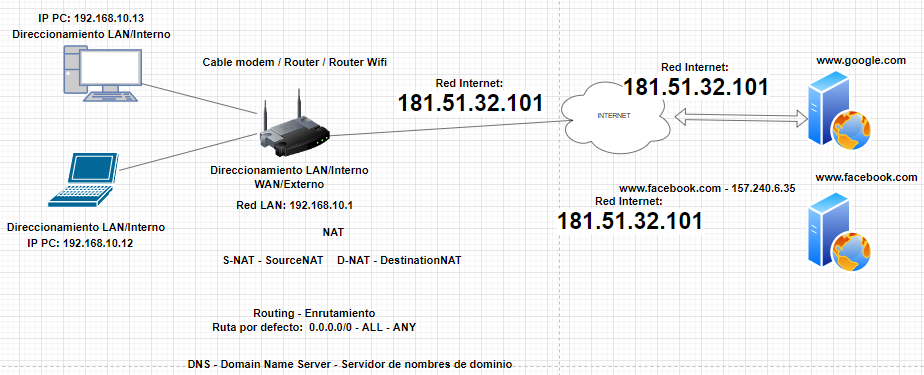 IP PC: 192.168.10.13
Direccionamiento LAN/Interno
Cable modem / Router / Router Wifi
Red Internet:
181.51.32.101
Red Internet:
181.51.32.101
www.google.com
INTERNET
Direccionamiento LAN/Interno
WAN/Externo
Red LAN: 192.168.10.1
Direccionamiento LAN/Interno
IP PC: 192.168.10.12
www.facebook.com
www.facebook.com - 157.240.6.35
Red Internet:
181.51.32.101
NAT
S-NAT - SourceNAT D-NAT - DestinationNAT
Routing - Enrutamiento
Ruta por defecto: 0.0.0.0/0 - ALL - ANY
DNS - Domain Name Server - Servidor de nombres de dominio